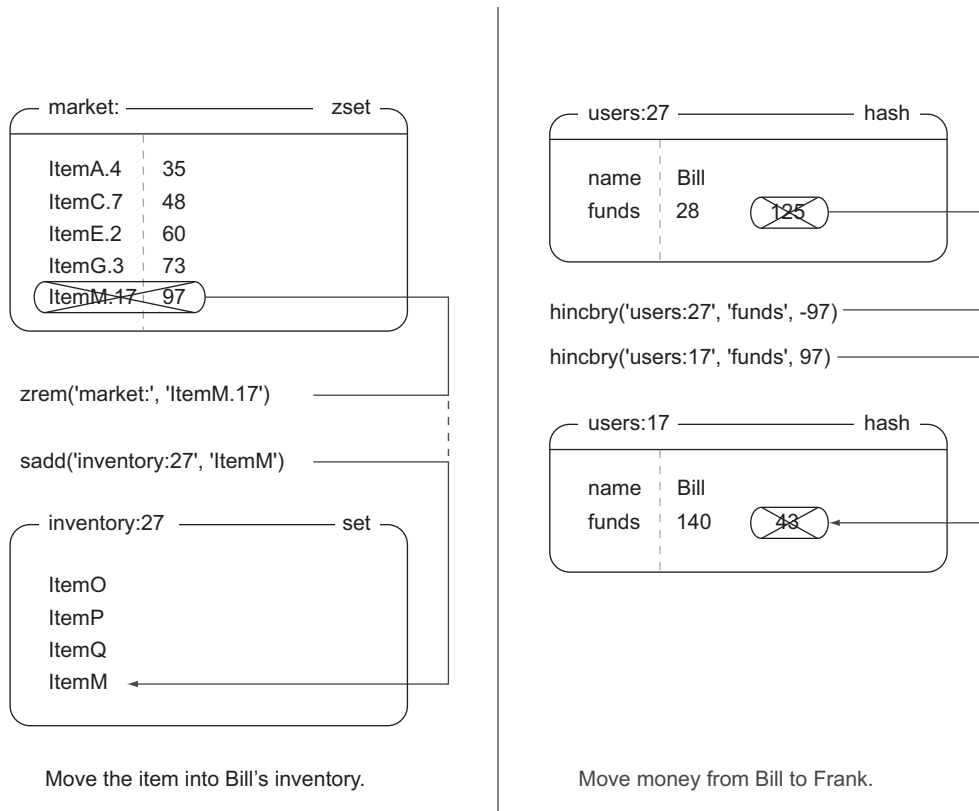 market: zset
ItemA.4 35
ItemC.7 48
ItemE.2 60
ItemG.3 73
ItemM.17 97
zrem('market:', 'ItemM.17')
sadd('inventory:27', 'ItemM')
inventory:27 set
ItemO
ItemP
ItemQ
ItemM
Move the item into Bill's inventory.
users:27 hash
name Bill
funds 28 125
hincbry('users:27', 'funds', -97)
hincbry('users:17', 'funds', 97)
users:17 hash
name Bill
funds 140 43
Move money from Bill to Frank.